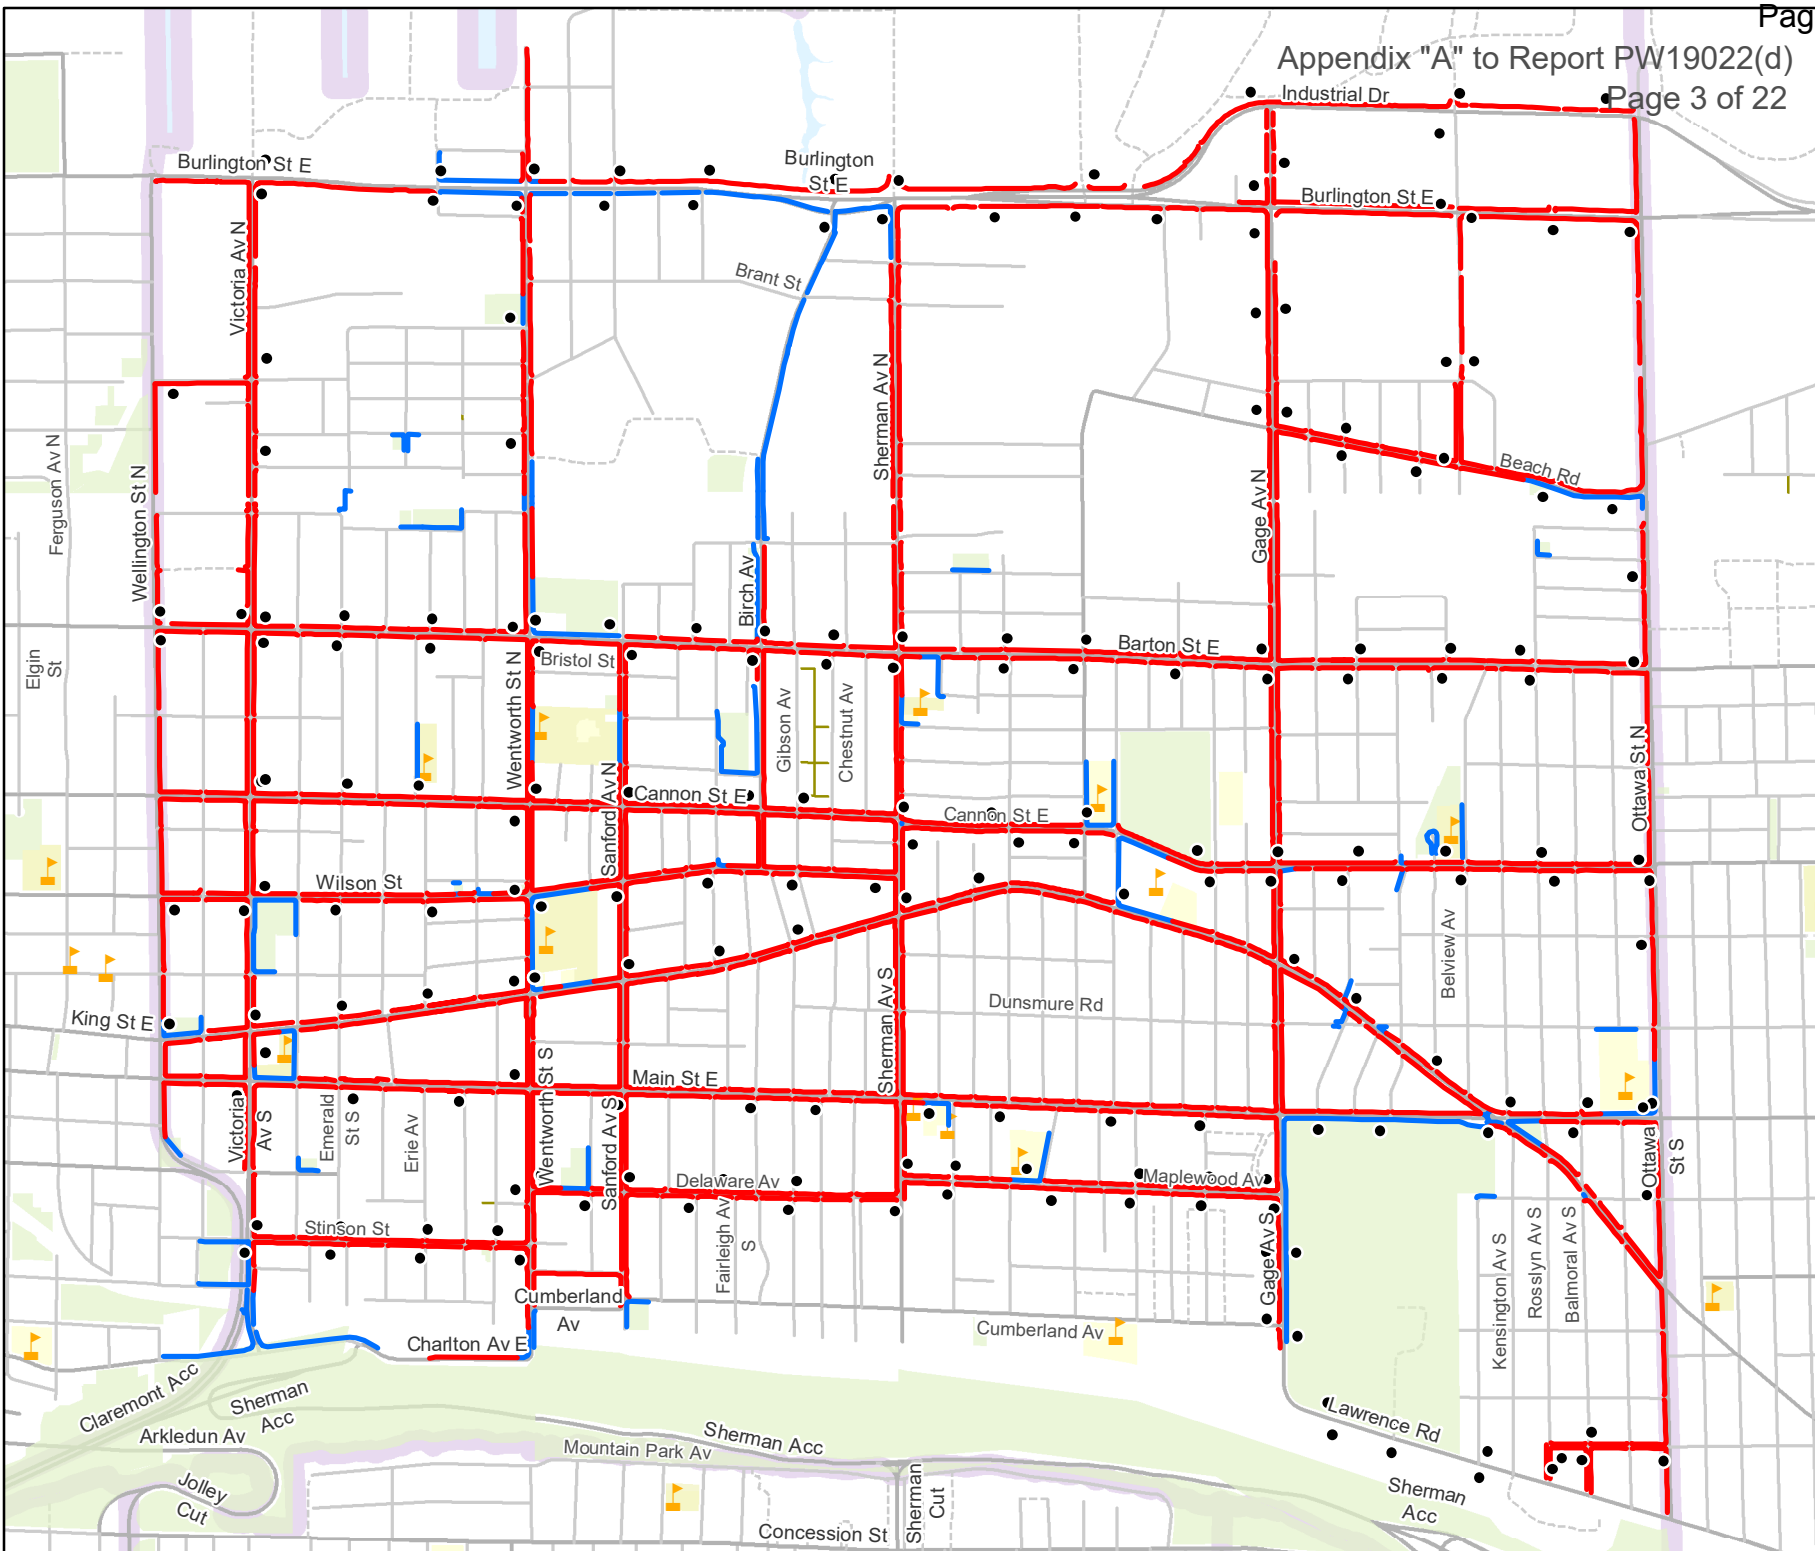 Pag
Appendix "A" to Report PW19022(d)
Page 3 of 22
Industrial Dr
Burlington St E
Burlington
St E
Burlington St E
Victoria Av N
Brant St
Sherman Av N
Ferguson Av N
Wellington St N
Gage Av N
Beach Rd
Birch Av
Barton St E
Elgin
St
Bristol St
Wentworth St N
Gibson Av
Chestnut Av
Sanford Av N
Ottawa St N
Cannon St E
Cannon St E
Wilson St
Belview Av
King St E
Sherman Av S
Dunsmure Rd
Main St E
Victoria
Av S
Emerald
St S
Erie Av
Wentworth St S
Sanford Av S
Delaware Av
Maplewood Av
Ottawa
St S
Stinson St
Fairleigh Av
S
Gage Av S
Kensington Av S
Rosslyn Av S
Balmoral Av S
Cumberland
Av
Cumberland Av
Charlton Av E
Claremont Acc
Sherman
Acc
Arkledun Av
Mountain Park Av
Sherman Acc
Lawrence Rd
Jolley
Cut
Sherman
Cut
Sherman
Acc
Concession St